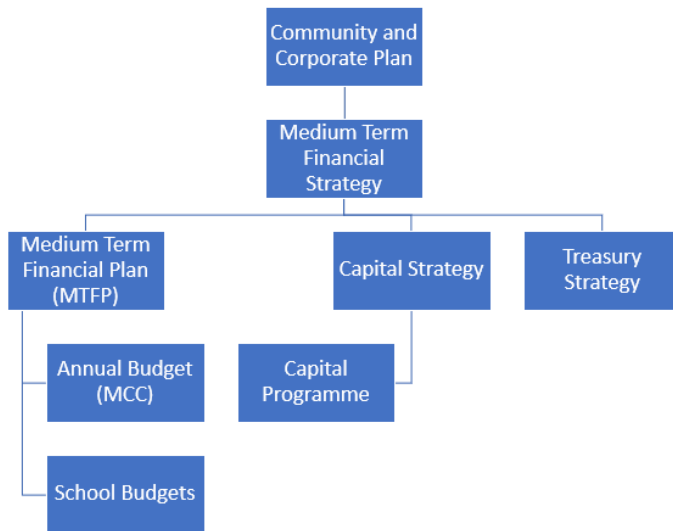 Community and
Corporate Plan
Medium Term
Financial
Strategy
Medium Term
Financial Plan
(MTFP)
Capital Strategy
Treasury
Strategy
Annual Budget
(MCC)
Capital
Programme
School Budgets